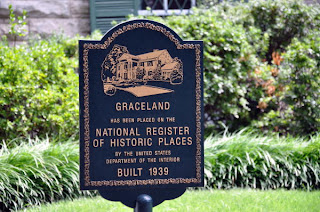 GRACELAND
HAS BEEN PLACED ON THE
NATIONAL REGISTER
OF HISTORIC PLACES
BY THE UNITED STATES
DEPARTMENT OF THE INTERIOR
BUILT 1939